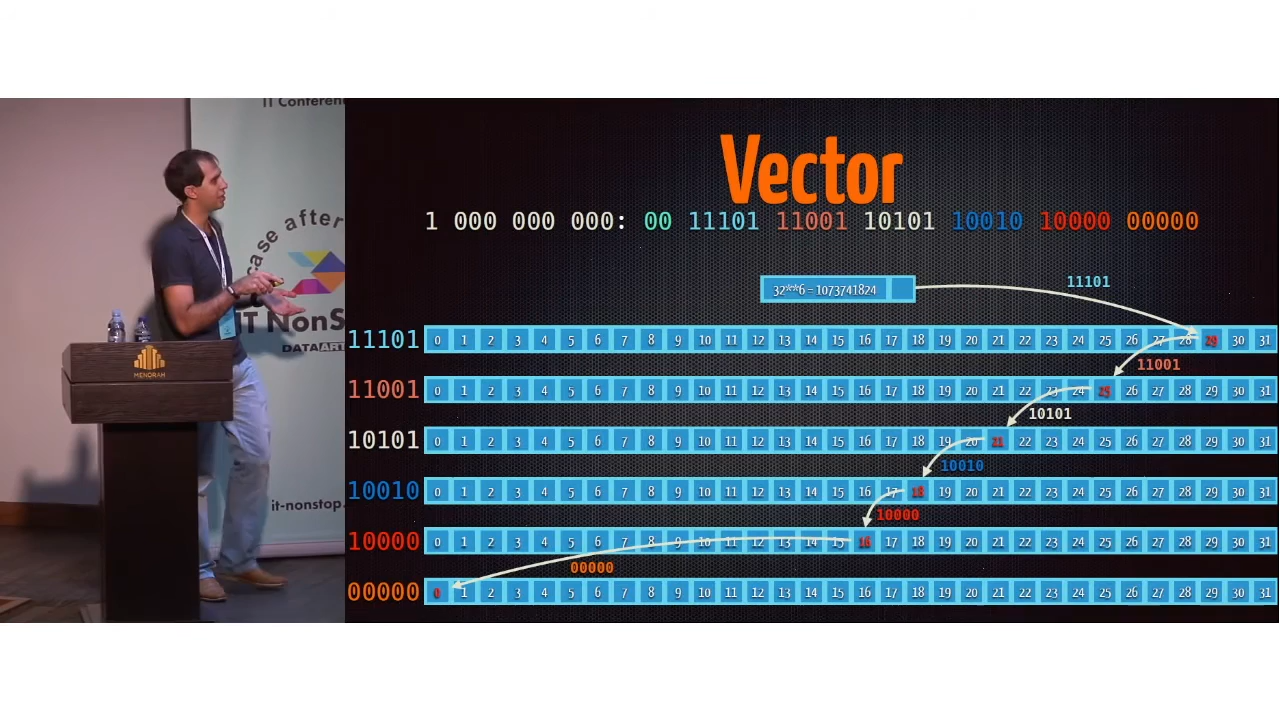 IT Conferen
case after
IT NonS
DATAART
MENORAH
it-nonstop.
Vector
1 000 000 000: 00 11101 11001 10101 10010 10000 00000
32**6 - 1073741824
11101
11101 0 1 2 3 4 5 6 7 8 9 10 11 12 13 14 15 16 17 18 19 20 21 22 23 24 25 26 27 28 29 30 31
11001
11001 0 1 2 3 4 5 6 7 8 9 10 11 12 13 14 15 16 17 18 19 20 21 22 23 24 25 26 27 28 29 30 31
10101
10101 0 1 2 3 4 5 6 7 8 9 10 11 12 13 14 15 16 17 18 19 20 21 22 23 24 25 26 27 28 29 30 31
10010
10010 0 1 2 3 4 5 6 7 8 9 10 11 12 13 14 15 16 17 18 19 20 21 22 23 24 25 26 27 28 29 30 31
10000
10000 0 1 2 3 4 5 6 7 8 9 10 11 12 13 14 15 16 17 18 19 20 21 22 23 24 25 26 27 28 29 30 31
00000
00000 0 1 2 3 4 5 6 7 8 9 10 11 12 13 14 15 16 17 18 19 20 21 22 23 24 25 26 27 28 29 30 31